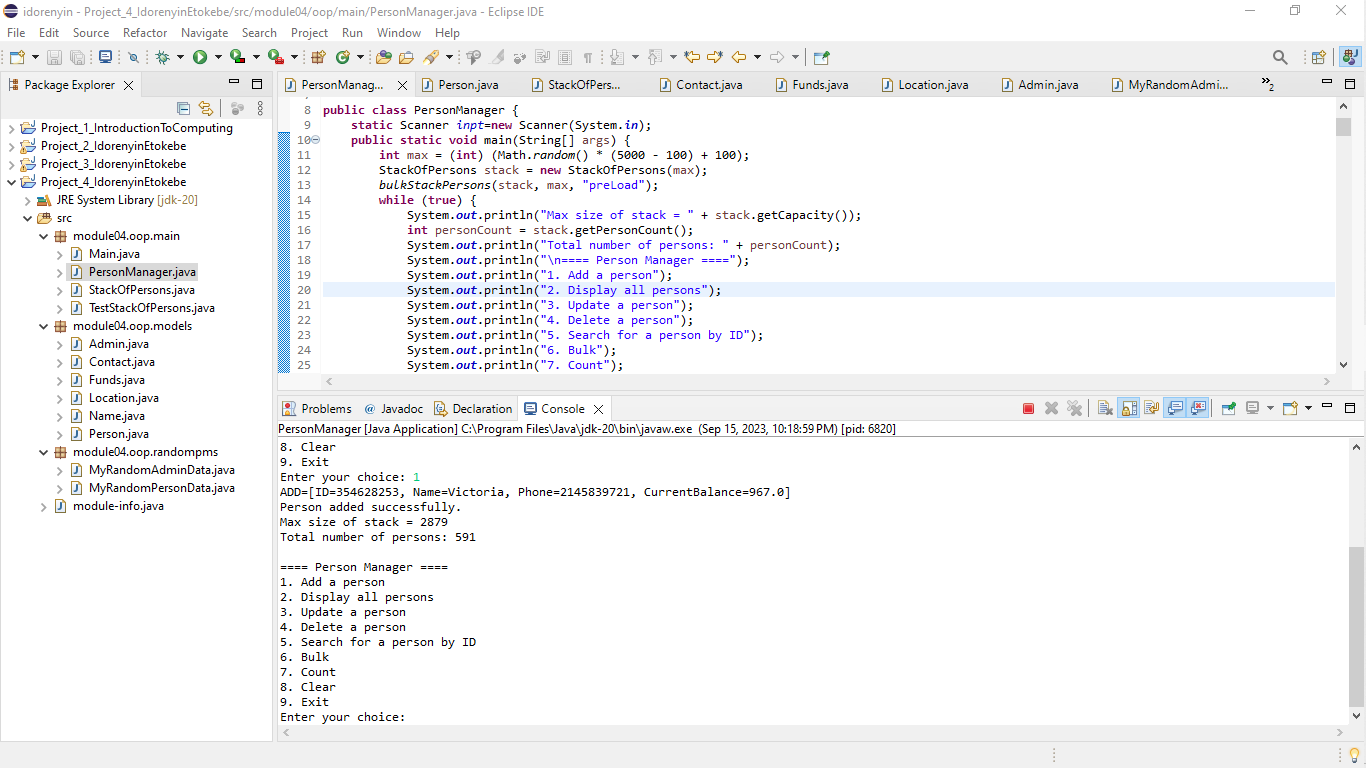 idorenyin - Project_4_IdorenyinEtokebe/src/module04/oop/main/PersonManager.java - Eclipse IDE
File Edit Source Refactor Navigate Search Project Run Window Help
Package Explorer
Project_1_IntroductionToComputing
Project_2_IdorenyinEtokebe
Project_3_IdorenyinEtokebe
Project_4_IdorenyinEtokebe
JRE System Library [jdk-20]
src
module04.oop.main
Main.java
PersonManager.java
StackOfPersons.java
TestStackOfPersons.java
module04.oop.models
Admin.java
Contact.java
Funds.java
Location.java
Name.java
Person.java
module04.oop.randompms
MyRandomAdminData.java
MyRandomPersonData.java
module-info.java
PersonManag... Person.java StackOfPers... Contact.java Funds.java Location.java Admin.java MyRandomAdmi... »2
8 public class PersonManager {
9 static Scanner inpt=new Scanner(System.in);
10 public static void main(String[] args) {
11 int max = (int) (Math.random() * (5000 - 100) + 100);
12 StackOfPersons stack = new StackOfPersons(max);
13 bulkStackPersons(stack, max, "preLoad");
14 while (true) {
15 System.out.println("Max size of stack = " + stack.getCapacity());
16 int personCount = stack.getPersonCount();
17 System.out.println("Total number of persons: " + personCount);
18 System.out.println("\n==== Person Manager ====");
19 System.out.println("1. Add a person");
20 System.out.println("2. Display all persons");
21 System.out.println("3. Update a person");
22 System.out.println("4. Delete a person");
23 System.out.println("5. Search for a person by ID");
24 System.out.println("6. Bulk");
25 System.out.println("7. Count");
Problems @ Javadoc Declaration Console
PersonManager [Java Application] C:\Program Files\Java\jdk-20\bin\javaw.exe (Sep 15, 2023, 10:18:59 PM) [pid: 6820]
8. Clear
9. Exit
Enter your choice: 1
ADD=[ID=354628253, Name=Victoria, Phone=2145839721, CurrentBalance=967.0]
Person added successfully.
Max size of stack = 2879
Total number of persons: 591
==== Person Manager ====
1. Add a person
2. Display all persons
3. Update a person
4. Delete a person
5. Search for a person by ID
6. Bulk
7. Count
8. Clear
9. Exit
Enter your choice: